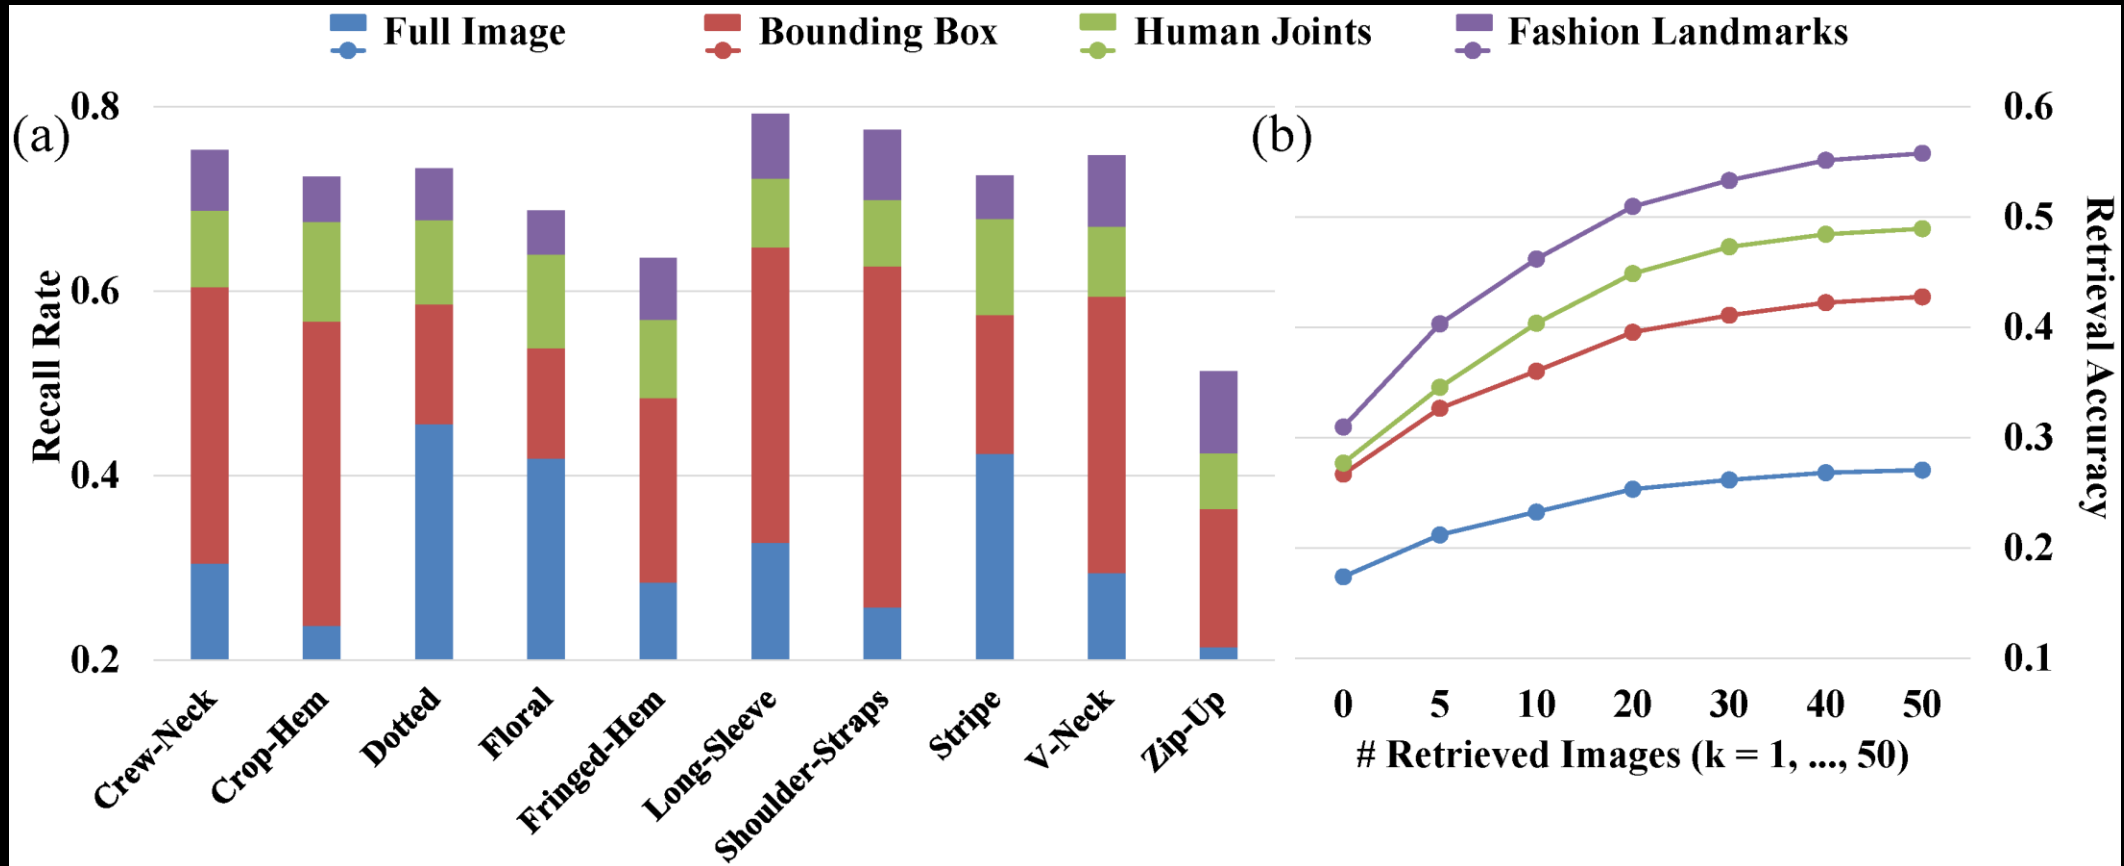 Full Image
Bounding Box
Human Joints
Fashion Landmarks
(a)
Recall Rate
0.8
0.6
0.4
0.2
Crew-Neck
Crop-Hem
Dotted
Floral
Fringed-Hem
Long-Sleeve
Shoulder-Straps
Stripe
V-Neck
Zip-Up
(b)
0.6
0.5
0.4
0.3
0.2
0.1
Retrieval Accuracy
0 5 10 20 30 40 50
# Retrieved Images (k = 1, ..., 50)